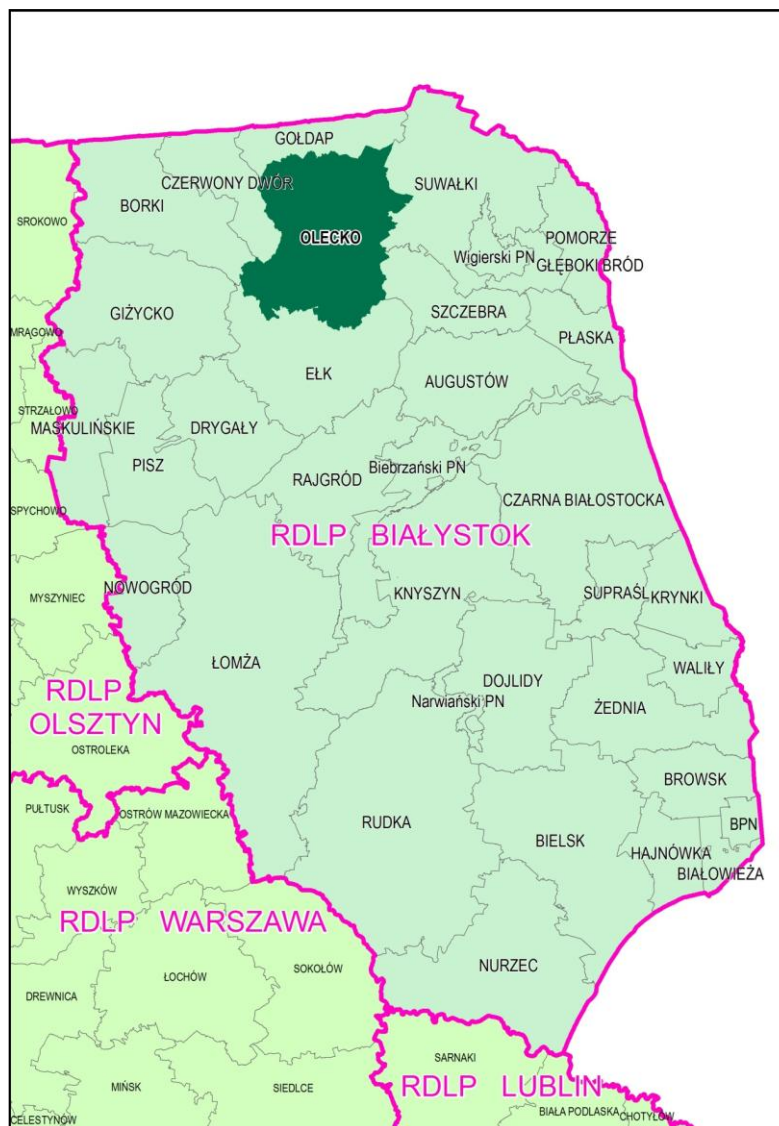 GOŁDAP
CZERWONY DWÓR
SUWAŁKI
BORKI
SROKOWO
OLECKO
POMORZE
Wigierski PN
GŁĘBOKI BRÓD
GIŻYCKO
SZCZEBRA
MRĄGOWO
PŁASKA
EŁK
AUGUSTÓW
STRZAŁOWO
MASKULIŃSKIE
DRYGAŁY
PISZ
Biebrzański PN
RAJGRÓD
CZARNA BIAŁOSTOCKA
SPYCHOWO
RDLP BIAŁYSTOK
MYSZYNIEC
NOWOGRÓD
KNYSZYN
SUPRAŚL
KRYNKI
ŁOMŻA
WALIŁY
DOJLIDY
RDLP
OLSZTYN
Narwiański PN
ŻEDNIA
OSTROLEKA
BROWSK
PUŁTUSK
OSTRÓW MAZOWIECKA
RUDKA
BPN
BIELSK
HAJNÓWKA
BIAŁOWIEŻA
WYSZKÓW
RDLP WARSZAWA
NURZEC
SOKOŁÓW
ŁOCHÓW
DREWNICA
SARNAKI
MIŃSK
SIEDLCE
RDLP LUBLIN
CELESTYNÓW
BIAŁA PODLASKA
CHOTYŁÓW